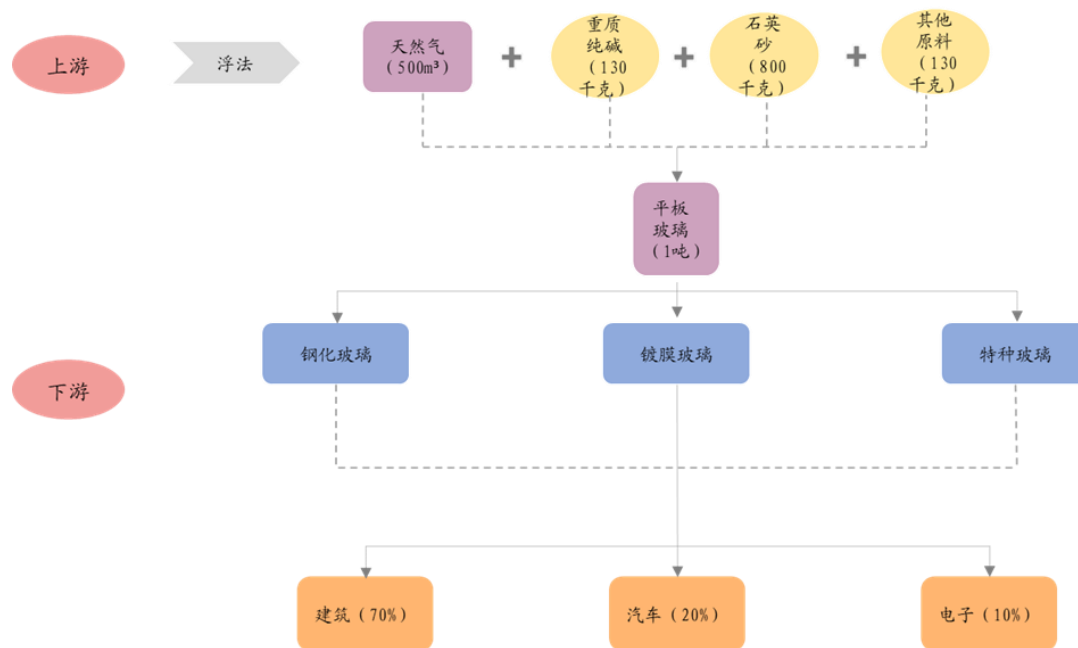 上游
浮法
天然气
（500m³）
+
重质
纯碱
（130
千克）
+
石英
砂
（800
千克）
+
其他
原料
（130
千克）
平板
玻璃
（1吨）
钢化玻璃
镀膜玻璃
特种玻璃
下游
建筑（70%）
汽车（20%）
电子（10%）